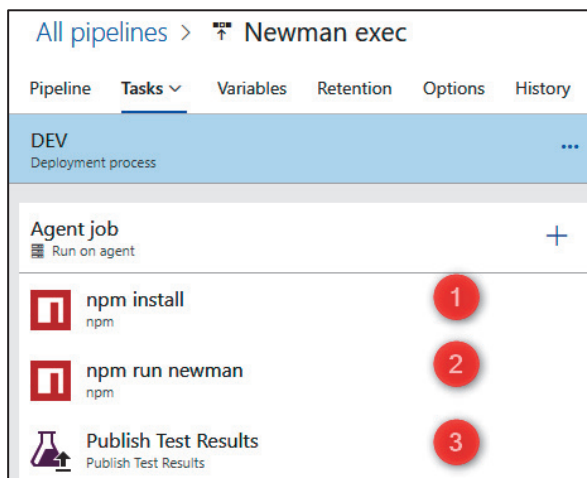 All pipelines > Newman exec
Pipeline Tasks Variables Retention Options History
DEV
Deployment process
...
Agent job
Run on agent
+
npm install
npm
1
npm run newman
npm
2
Publish Test Results
Publish Test Results
3